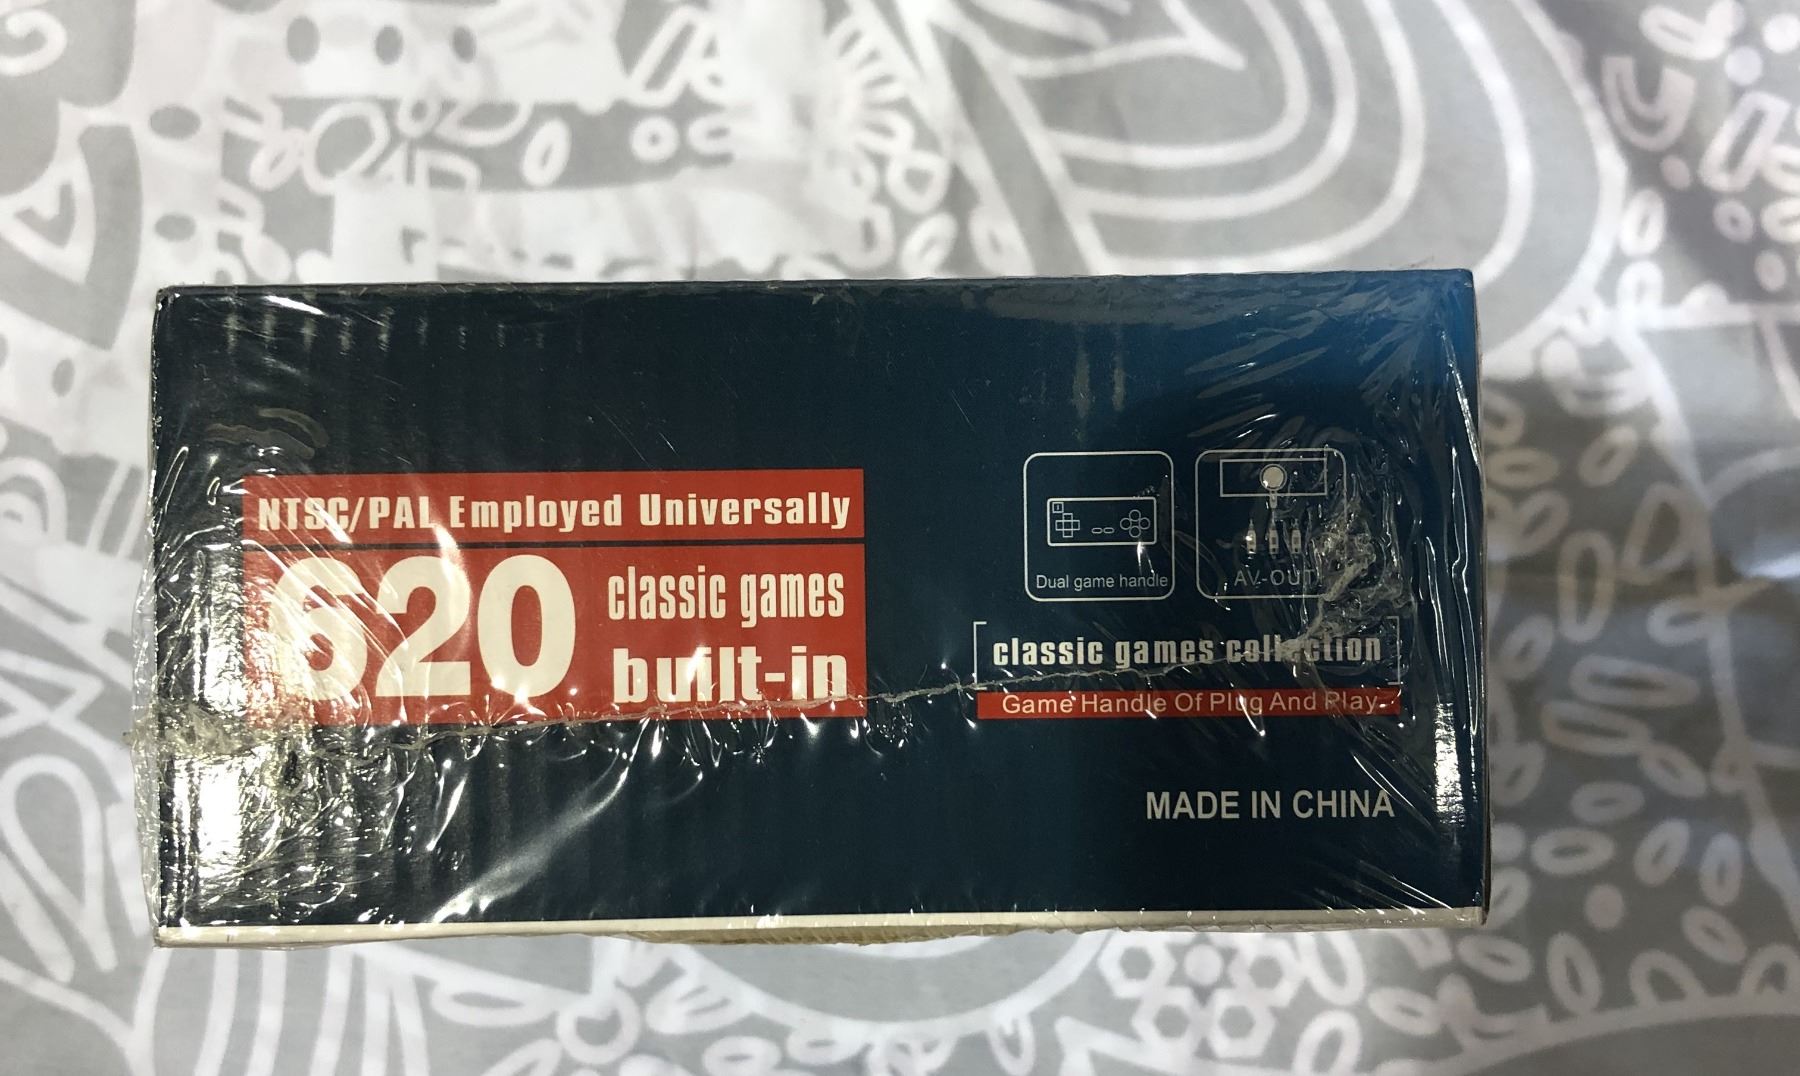 NTSC/PAL Employed Universally
620 classic games
built-in
Dual game handle
AV-OUT
classic games collection
Game Handle Of Plug And Play
MADE IN CHINA